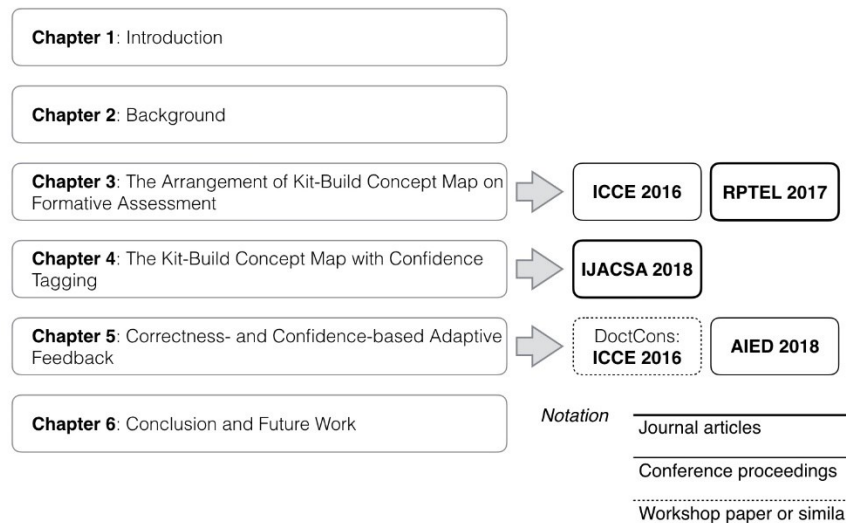 Chapter 1: Introduction
Chapter 2: Background
Chapter 3: The Arrangement of Kit-Build Concept Map on
Formative Assessment
ICCE 2016
RPTEL 2017
Chapter 4: The Kit-Build Concept Map with Confidence
Tagging
IJACSA 2018
Chapter 5: Correctness- and Confidence-based Adaptive
Feedback
DoctCons:
ICCE 2016
AIED 2018
Chapter 6: Conclusion and Future Work
Notation
Journal articles
Conference proceedings
Workshop paper or simila